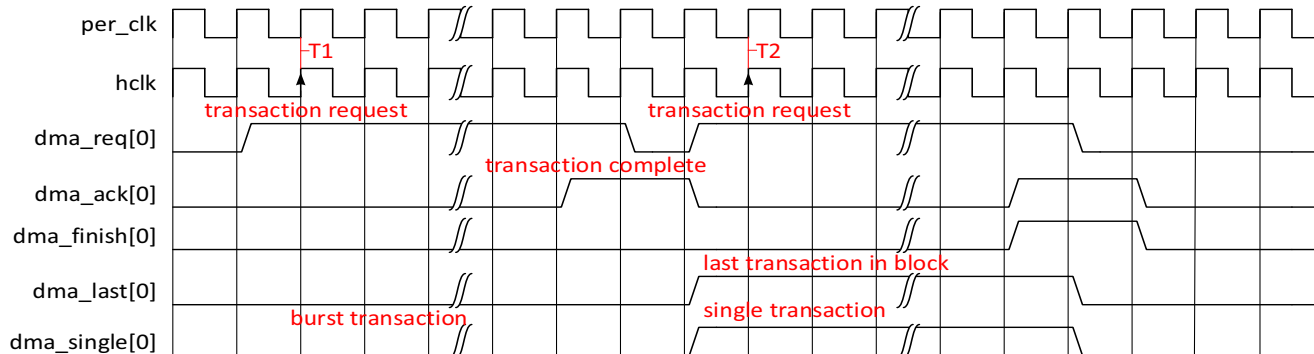 per_clk
T1
T2
hclk
transaction request
transaction request
dma_req[0]
transaction complete
dma_ack[0]
dma_finish[0]
last transaction in block
dma_last[0]
burst transaction
single transaction
dma_single[0]